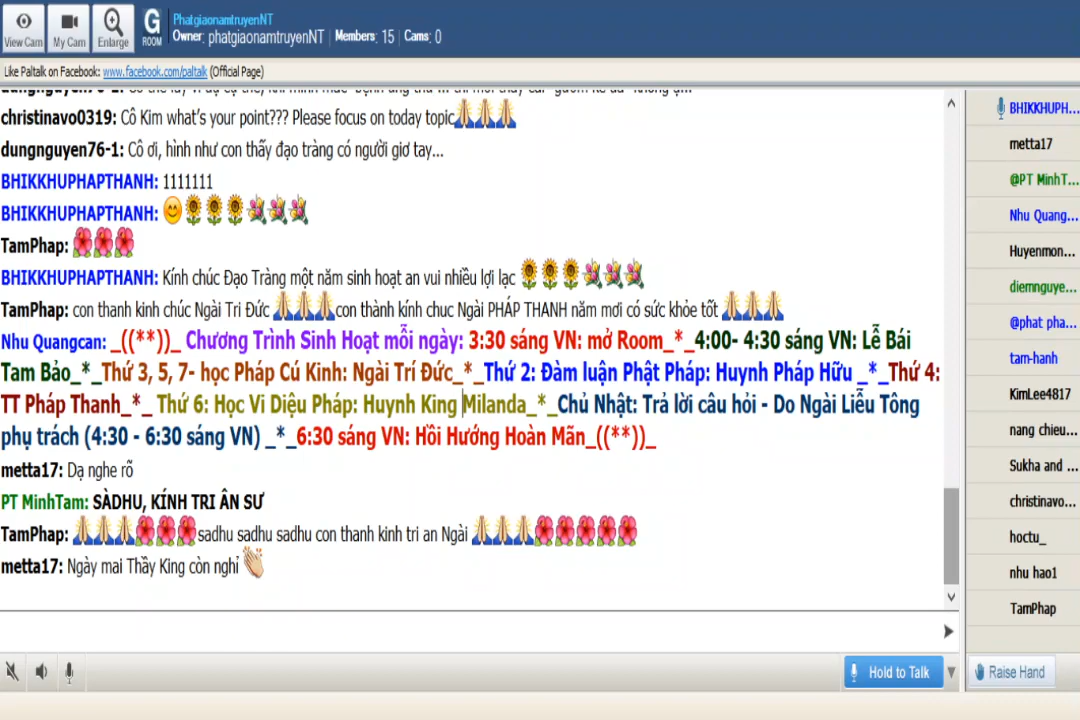 PhatgiaonamtruyenNT
Owner: phatgiaonamtruyenNT | Members: 15 | Cams: 0
View Cam My Cam Enlarge G ROOM
Like Paltalk on Facebook: www.facebook.com/paltalk (Official Page)
christinavo0319: Cô Kim what's your point??? Please focus on today topic
dungnguyen76-1: Cô ơi, hình như con thấy đạo tràng có người giơ tay...
BHIKKHUPHAPTHANH: 1111111
BHIKKHUPHAPTHANH:
TamPhap:
BHIKKHUPHAPTHANH: Kính chúc Đạo Tràng một năm sinh hoạt an vui nhiều lợi lạc
TamPhap: con thanh kinh chúc Ngài Tri Đức con thành kính chuc Ngài PHÁP THANH năm mơi có sức khỏe tốt
Nhu Quangcan: _((**))_ Chương Trình Sinh Hoạt mỗi ngày: 3:30 sáng VN: mở Room_*_4:00- 4:30 sáng VN: Lễ Bái
Tam Bảo_*_Thứ 3, 5, 7- học Pháp Cú Kinh: Ngài Trí Đức_*_Thứ 2: Đàm luận Phật Pháp: Huynh Pháp Hữu _*_Thứ 4:
TT Pháp Thanh_*_ Thứ 6: Học Vi Diệu Pháp: Huynh King Milanda_*_Chủ Nhật: Trả lời câu hỏi - Do Ngài Liễu Tông
phụ trách (4:30 - 6:30 sáng VN) _*_6:30 sáng VN: Hồi Hướng Hoàn Mãn_((**))_
metta17: Dạ nghe rõ
PT MinhTam: SÀDHU, KÍNH TRI ÂN SƯ
TamPhap: sadhu sadhu sadhu con thanh kinh tri an Ngài
metta17: Ngày mai Thầy King còn nghỉ
Hold to Talk
BHIKKHUPH...
metta17
@PT MinhT...
Nhu Quang...
Huyenmon...
diemnguye...
@phat pha...
tam-hanh
KimLee4817
nang chieu...
Sukha and ...
christinavo...
hoctu_
nhu hao1
TamPhap
Raise Hand